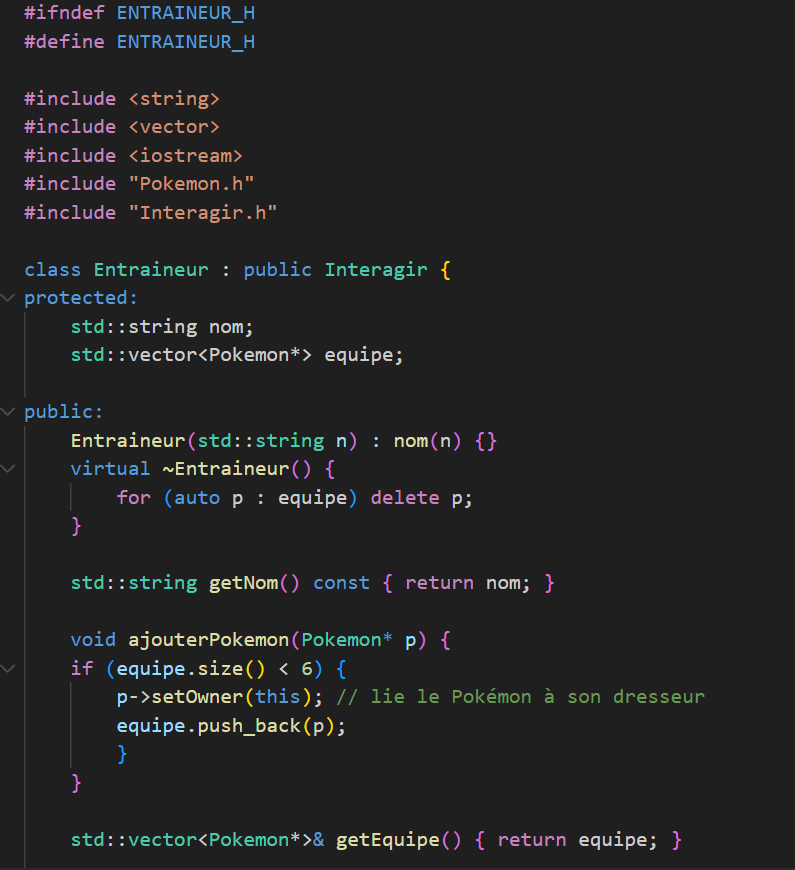 #ifndef ENTRAINEUR_H
#define ENTRAINEUR_H

#include <string>
#include <vector>
#include <iostream>
#include "Pokemon.h"
#include "Interagir.h"

class Entraineur : public Interagir {
protected:
    std::string nom;
    std::vector<Pokemon*> equipe;

public:
    Entraineur(std::string n) : nom(n) {}
    virtual ~Entraineur() {
        for (auto p : equipe) delete p;
    }

    std::string getNom() const { return nom; }

    void ajouterPokemon(Pokemon* p) {
    if (equipe.size() < 6) {
        p->setOwner(this); // lie le Pokémon à son dresseur
        equipe.push_back(p);
        }
    }

    std::vector<Pokemon*>& getEquipe() { return equipe; }